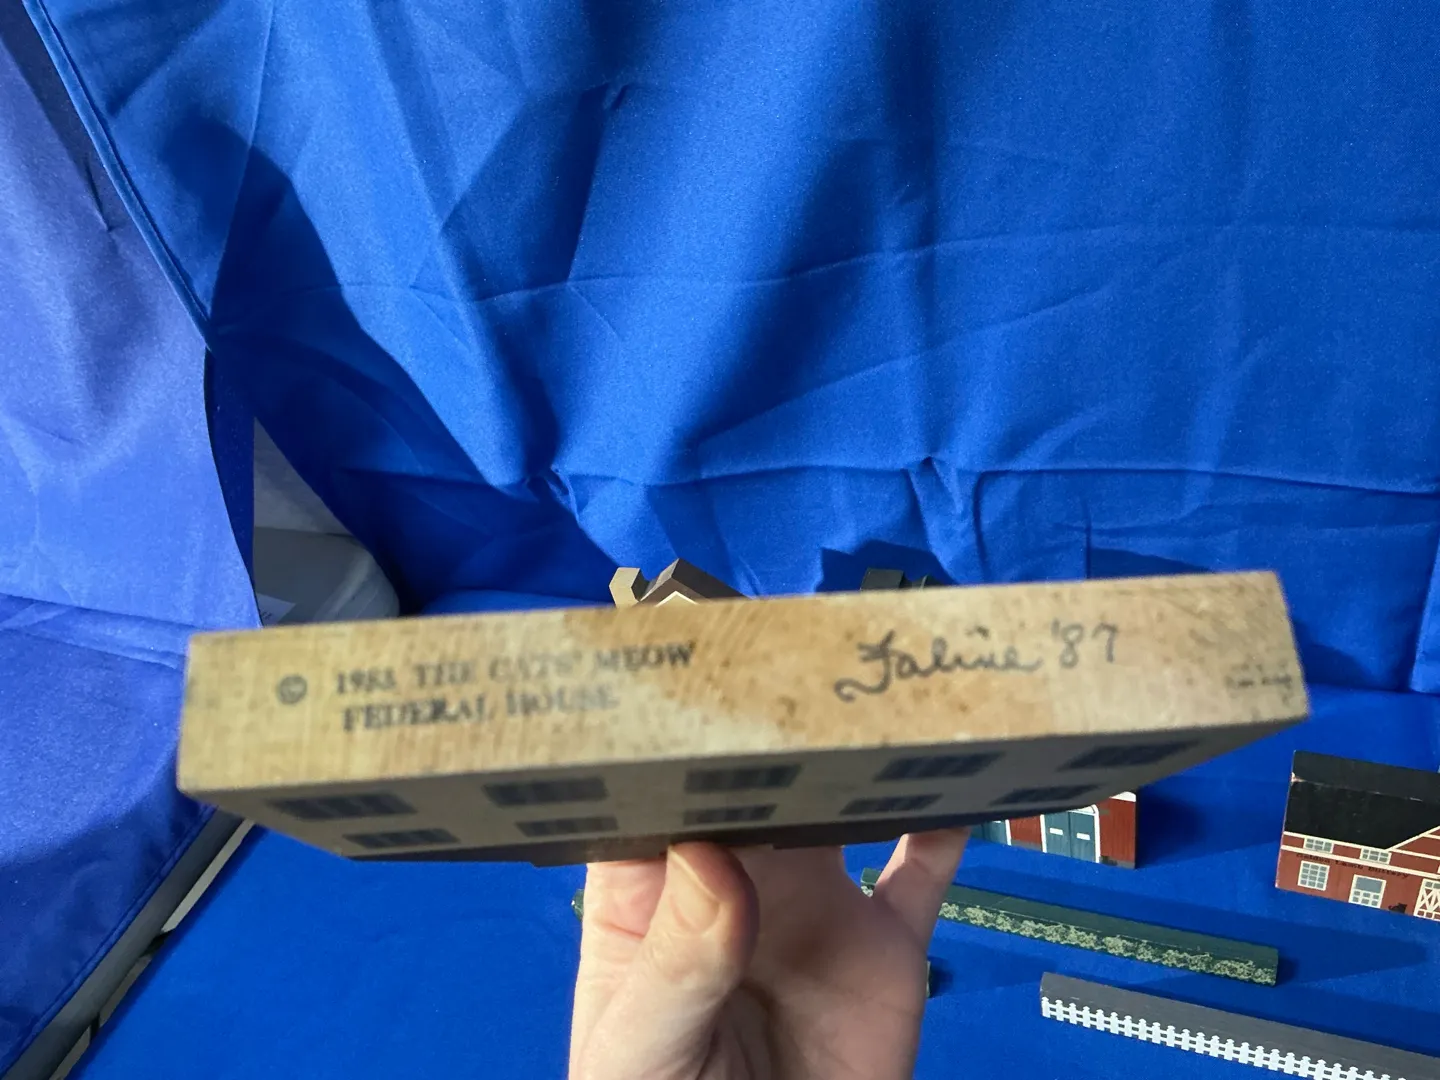 © 1983 THE CATS' MEOW
FEDERAL HOUSE
Faline '87